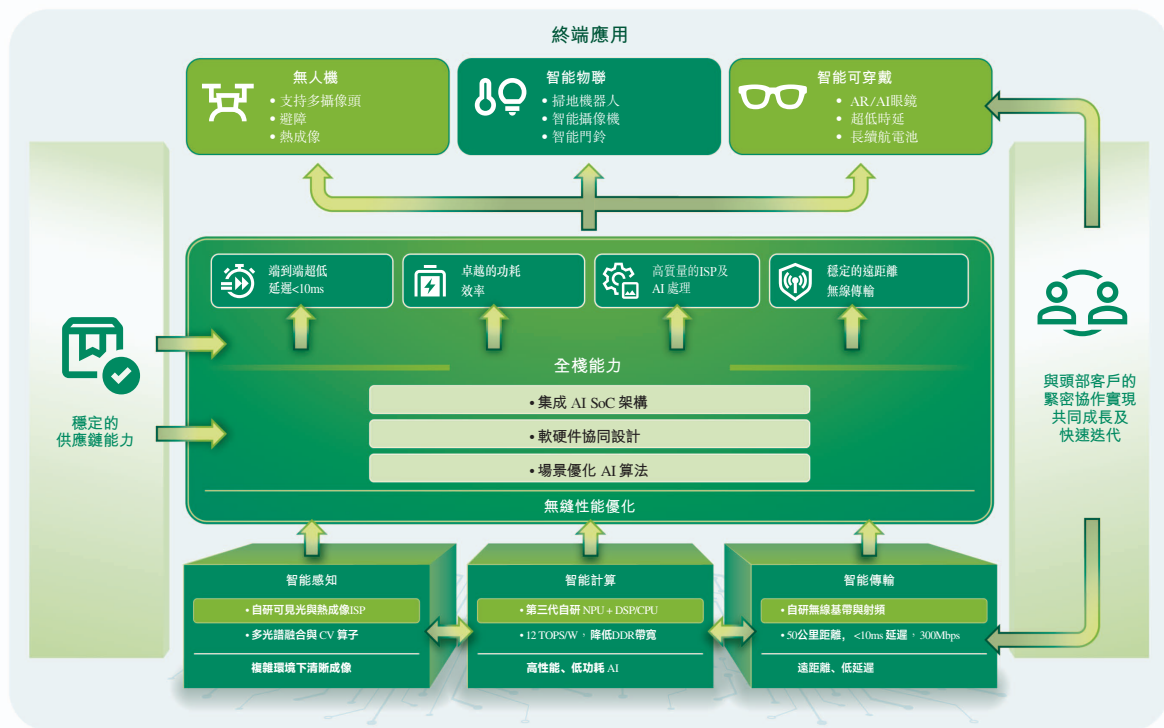 終端應用
無人機
• 支持多攝像頭
• 避障
• 熱成像
智能物聯
• 掃地機器人
• 智能攝像機
• 智能門鈴
智能可穿戴
• AR/AI眼鏡
• 超低時延
• 長續航電池
端到端超低
延遲<10ms
卓越的功耗
效率
高質量的ISP及
AI 處理
穩定的遠距離
無線傳輸
全棧能力
• 集成 AI SoC 架構
• 軟硬件協同設計
• 場景優化 AI 算法
無縫性能優化
穩定的
供應鏈能力
與頭部客戶的
緊密協作實現
共同成長及
快速迭代
智能感知
• 自研可見光與熱成像ISP
• 多光譜融合與 CV 算子
複雜環境下清晰成像
智能計算
• 第三代自研 NPU + DSP/CPU
• 12 TOPS/W，降低DDR帶寬
高性能、低功耗 AI
智能傳輸
• 自研無線基帶與射頻
• 50公里距離, <10ms 延遲，300Mbps
遠距離、低延遲